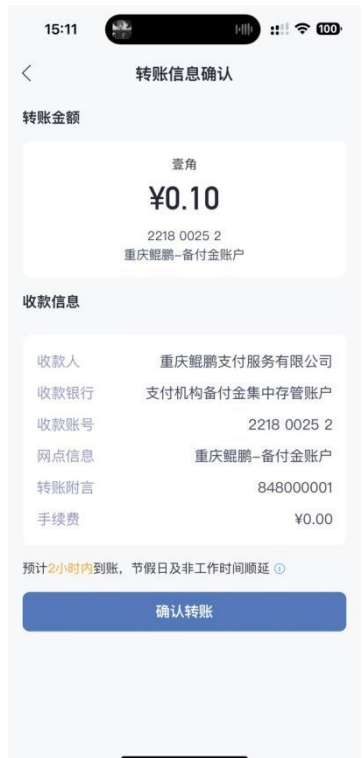 15:11
100
转账信息确认
转账金额
壹角
¥0.10
2218 0025 2
重庆鲲鹏-备付金账户
收款信息
收款人 重庆鲲鹏支付服务有限公司
收款银行 支付机构备付金集中存管账户
收款账号 2218 0025 2
网点信息 重庆鲲鹏-备付金账户
转账附言 848000001
手续费 ¥0.00
预计2小时内到账，节假日及非工作时间顺延
确认转账